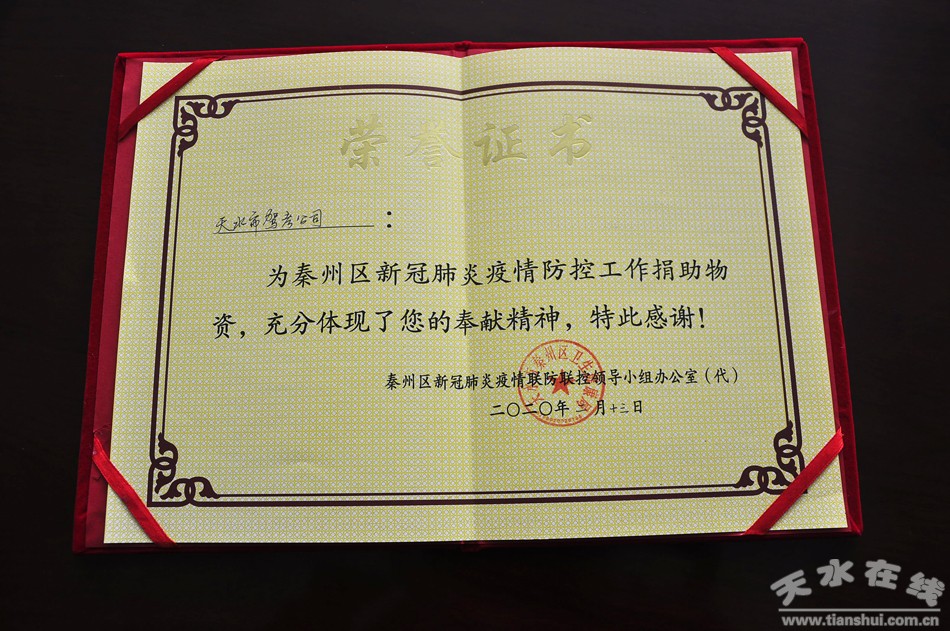 荣誉证书
天水市驾考公司：
为秦州区新冠肺炎疫情防控工作捐助物
资，充分体现了您的奉献精神，特此感谢！
秦州区新冠肺炎疫情联防联控领导小组办公室（代）
二〇二〇年三月十三日
天水在线
www.tianshui.com.cn